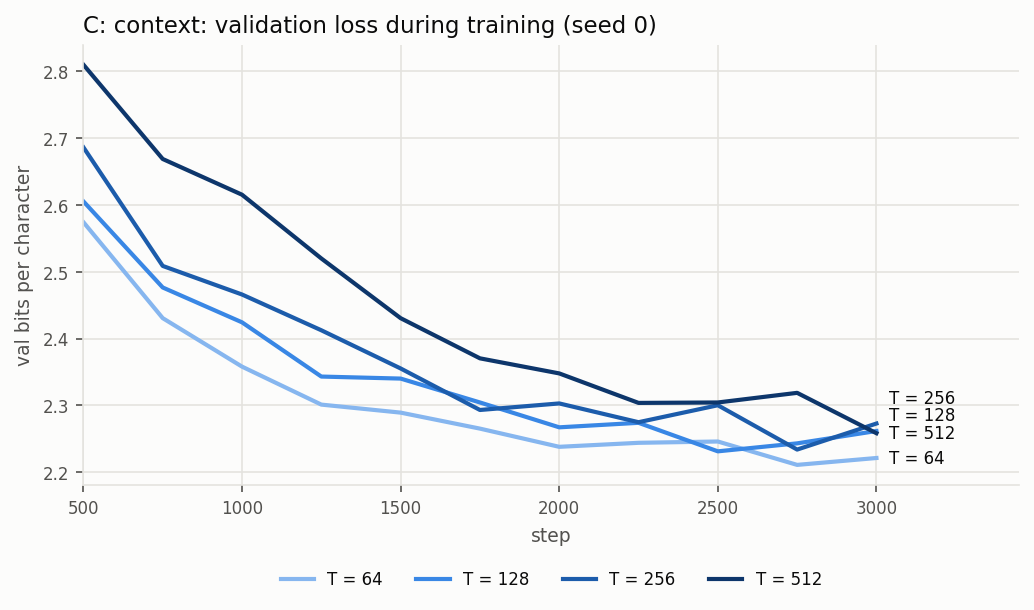 C: context: validation loss during training (seed 0)
val bits per character
2.8
2.7
2.6
2.5
2.4
2.3
2.2
T = 256
T = 128
T = 512
T = 64
500 1000 1500 2000 2500 3000
step
T = 64 T = 128 T = 256 T = 512